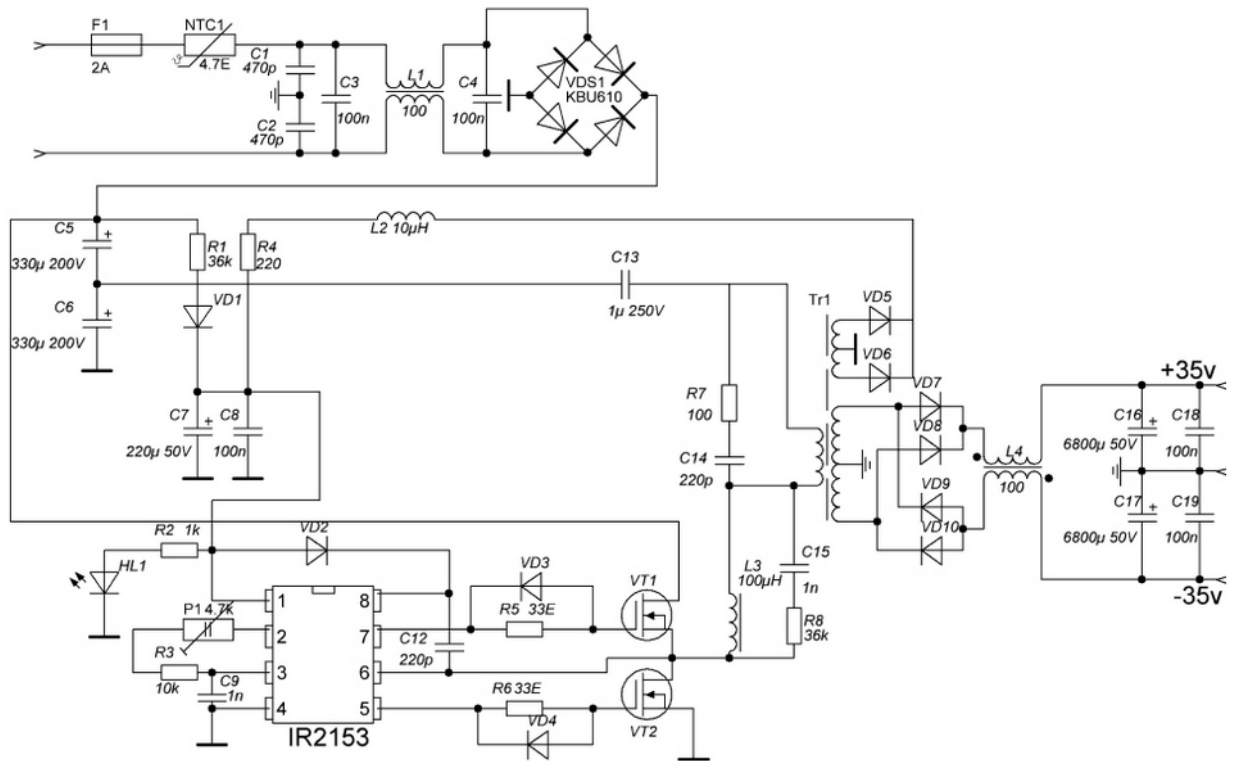 F1
2A
NTC1
4.7E
C1
470p
C2
470p
C3
100n
L1
100
C4
100n
VDS1
KBU610
C5
330µ 200V
C6
330µ 200V
R1
36k
R4
220
L2 10µH
VD1
C13
1µ 250V
C7
220µ 50V
C8
100n
Tr1
VD5
VD6
VD7
VD8
VD9
VD10
R7
100
C14
220p
L4
100
+35v
C16
6800µ 50V
C18
100n
C17
6800µ 50V
C19
100n
-35v
R2 1k
VD2
HL1
P1 4.7k
R3
10k
C9
1n
1
2
3
4
8
7
6
5
IR2153
C12
220p
VD3
R5 33E
R6 33E
VD4
VT1
VT2
L3
100µH
C15
1n
R8
36k